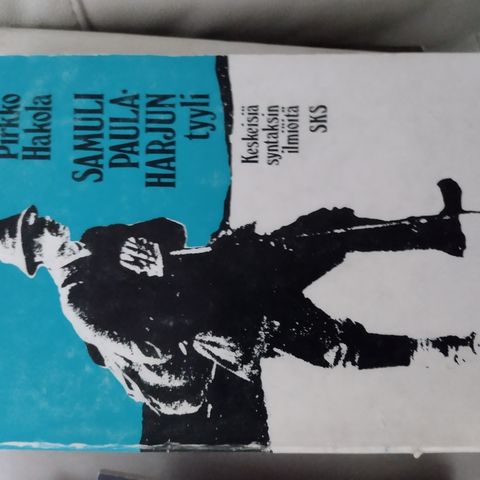 Pirkko
Hakola
SAMULI
PAULA-
HARJUN
tyyli
Keskeisiä
syntaksin
ilmiöitä
SKS